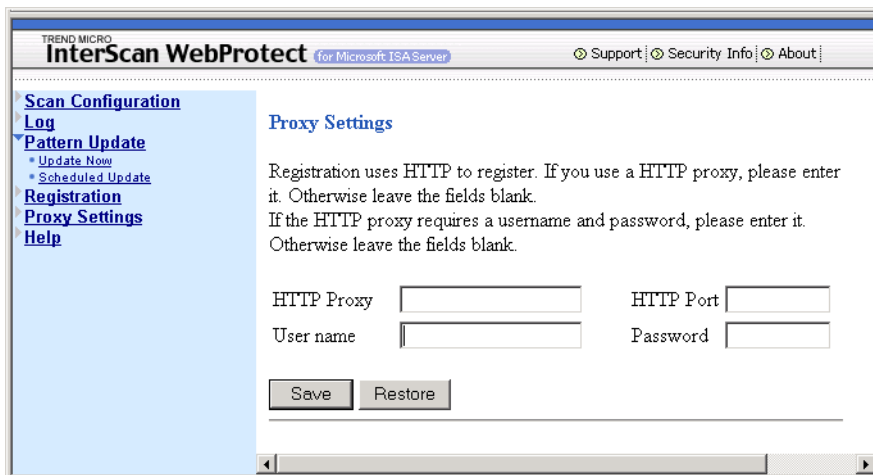 TREND MICRO
InterScan WebProtect (for Microsoft ISA Server)
Support Security Info About
Scan Configuration
Log
Pattern Update
Update Now
Scheduled Update
Registration
Proxy Settings
Help
Proxy Settings
Registration uses HTTP to register. If you use a HTTP proxy, please enter
it. Otherwise leave the fields blank.
If the HTTP proxy requires a username and password, please enter it.
Otherwise leave the fields blank.
HTTP Proxy HTTP Port
User name Password
Save Restore